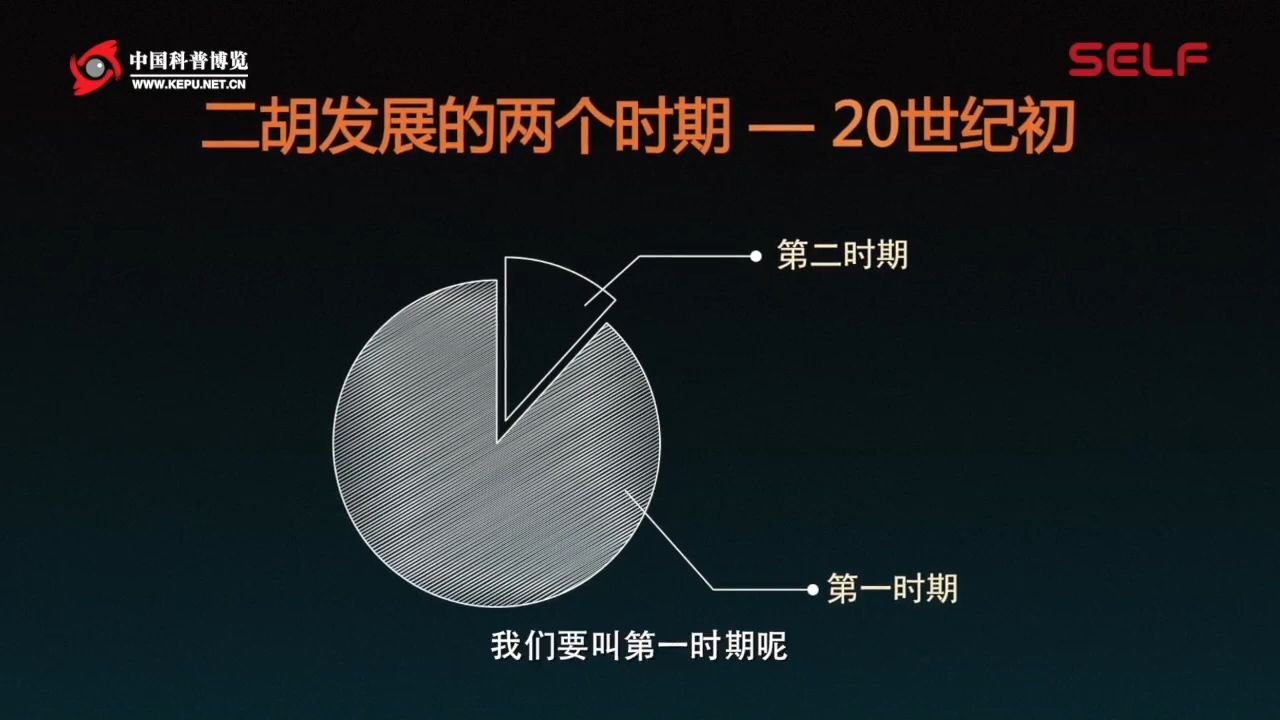 中国科普博览
WWW.KEPU.NET.CN
SELF
二胡发展的两个时期 — 20世纪初
第二时期
第一时期
我们要叫第一时期呢